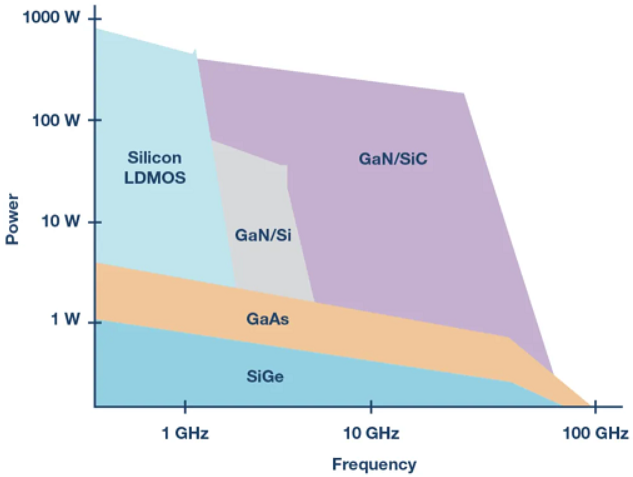 1000 W
100 W
10 W
1 W
Power
Silicon
LDMOS
GaN/SiC
GaN/Si
GaAs
SiGe
1 GHz
10 GHz
100 GHz
Frequency